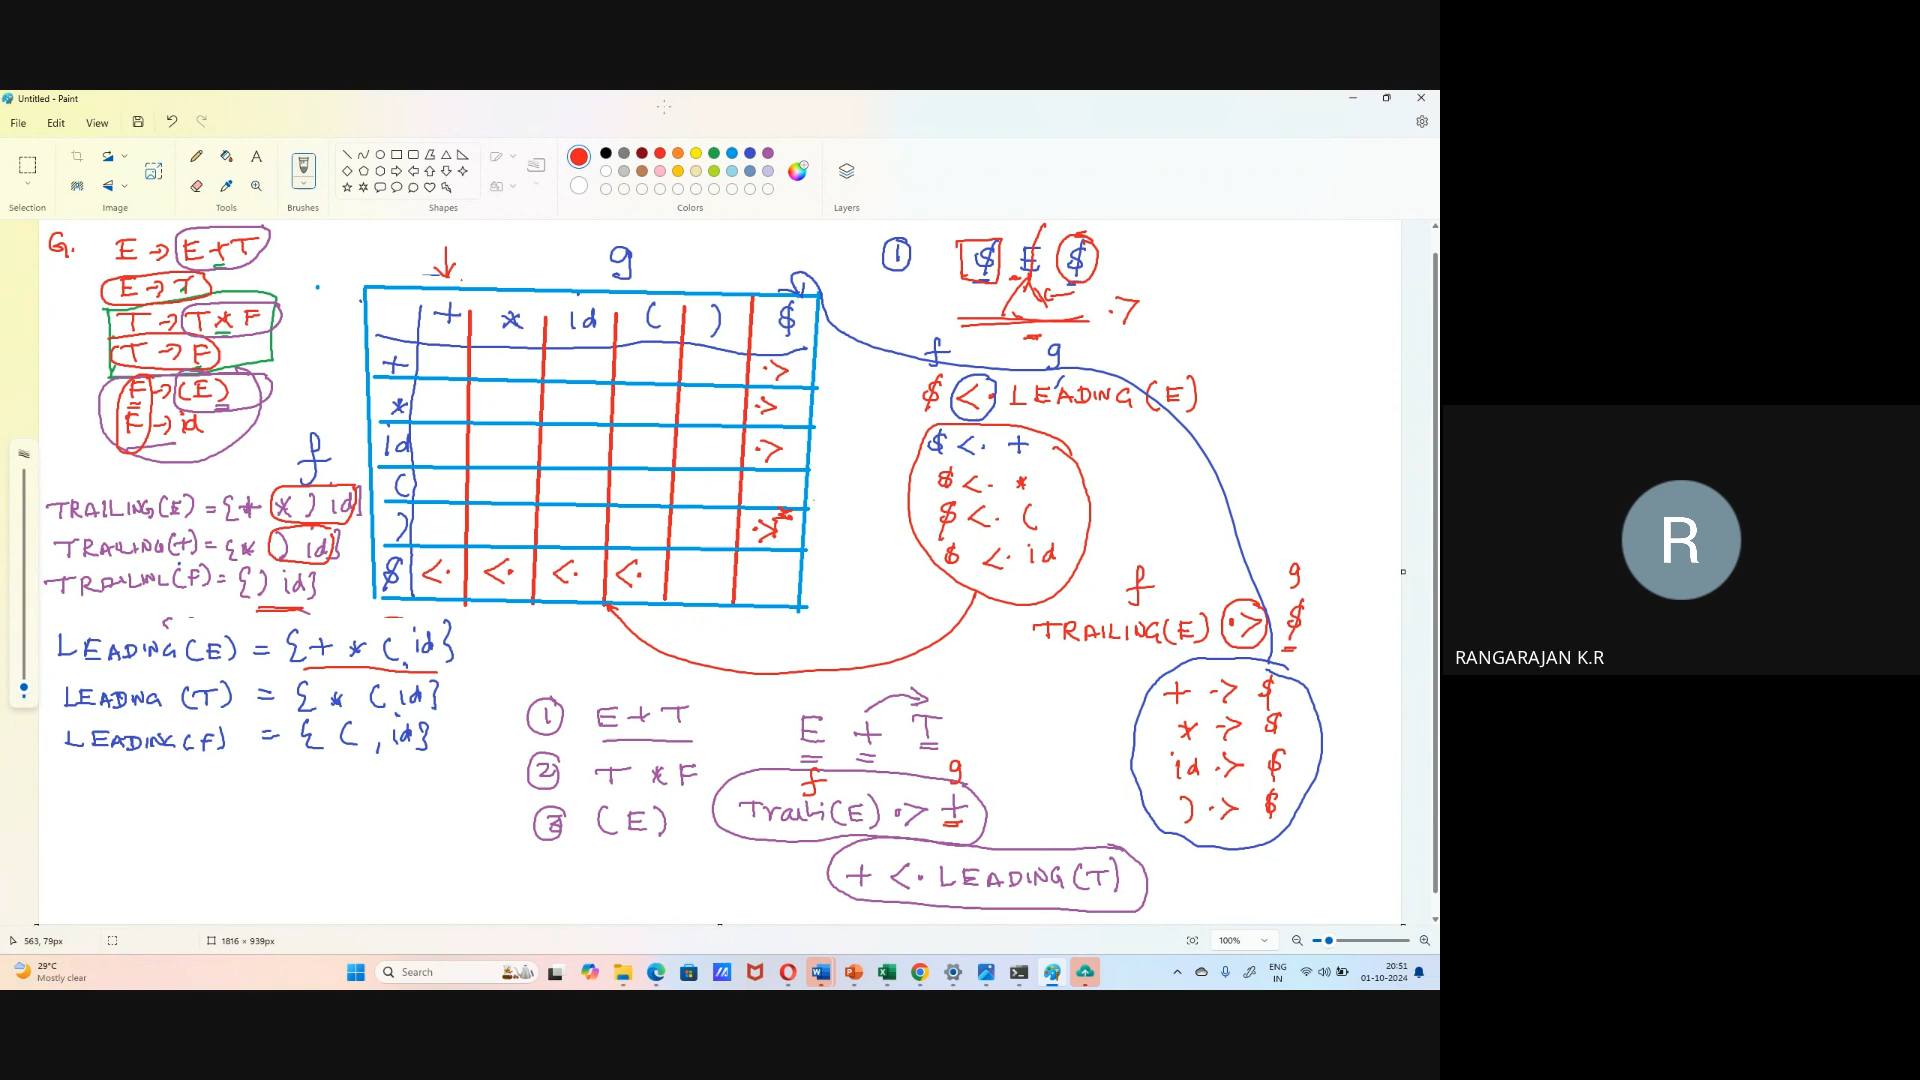 Untitled - Paint
File Edit View
Selection Image Tools Brushes Shapes Colors Layers
G. E → E + T
E → T
T → T * F
T → F
F → (E)
F → id
f
TRAILING(E) = {+ * ) id}
TRAILING(T) = {* ) id}
= {) id}
LEADING(E) = {+ * (, id}
LEADING (T) = { * ( id}
LEADING(F) = { ( , id}
g
+ * id ( ) $
+ ·>
* ·>
id ·>
(
) ·>
$ <· <· <· <·
① $ E $
·>
f g
$ <· LEADING(E)
$ <· +
$ <· *
$ <· (
$ <· id
f g
TRAILING(E) ·> $
+ ·> $
* ·> $
id ·> $
) ·> $
① E + T
② T * F
③ (E)
E + T
f g
Traili(E) ·> +
+ <· LEADING(T)
563, 79px
1816 × 939px
100%
29°C
Mostly clear
Search
ENG
IN
20:51
01-10-2024
R
RANGARAJAN K.R